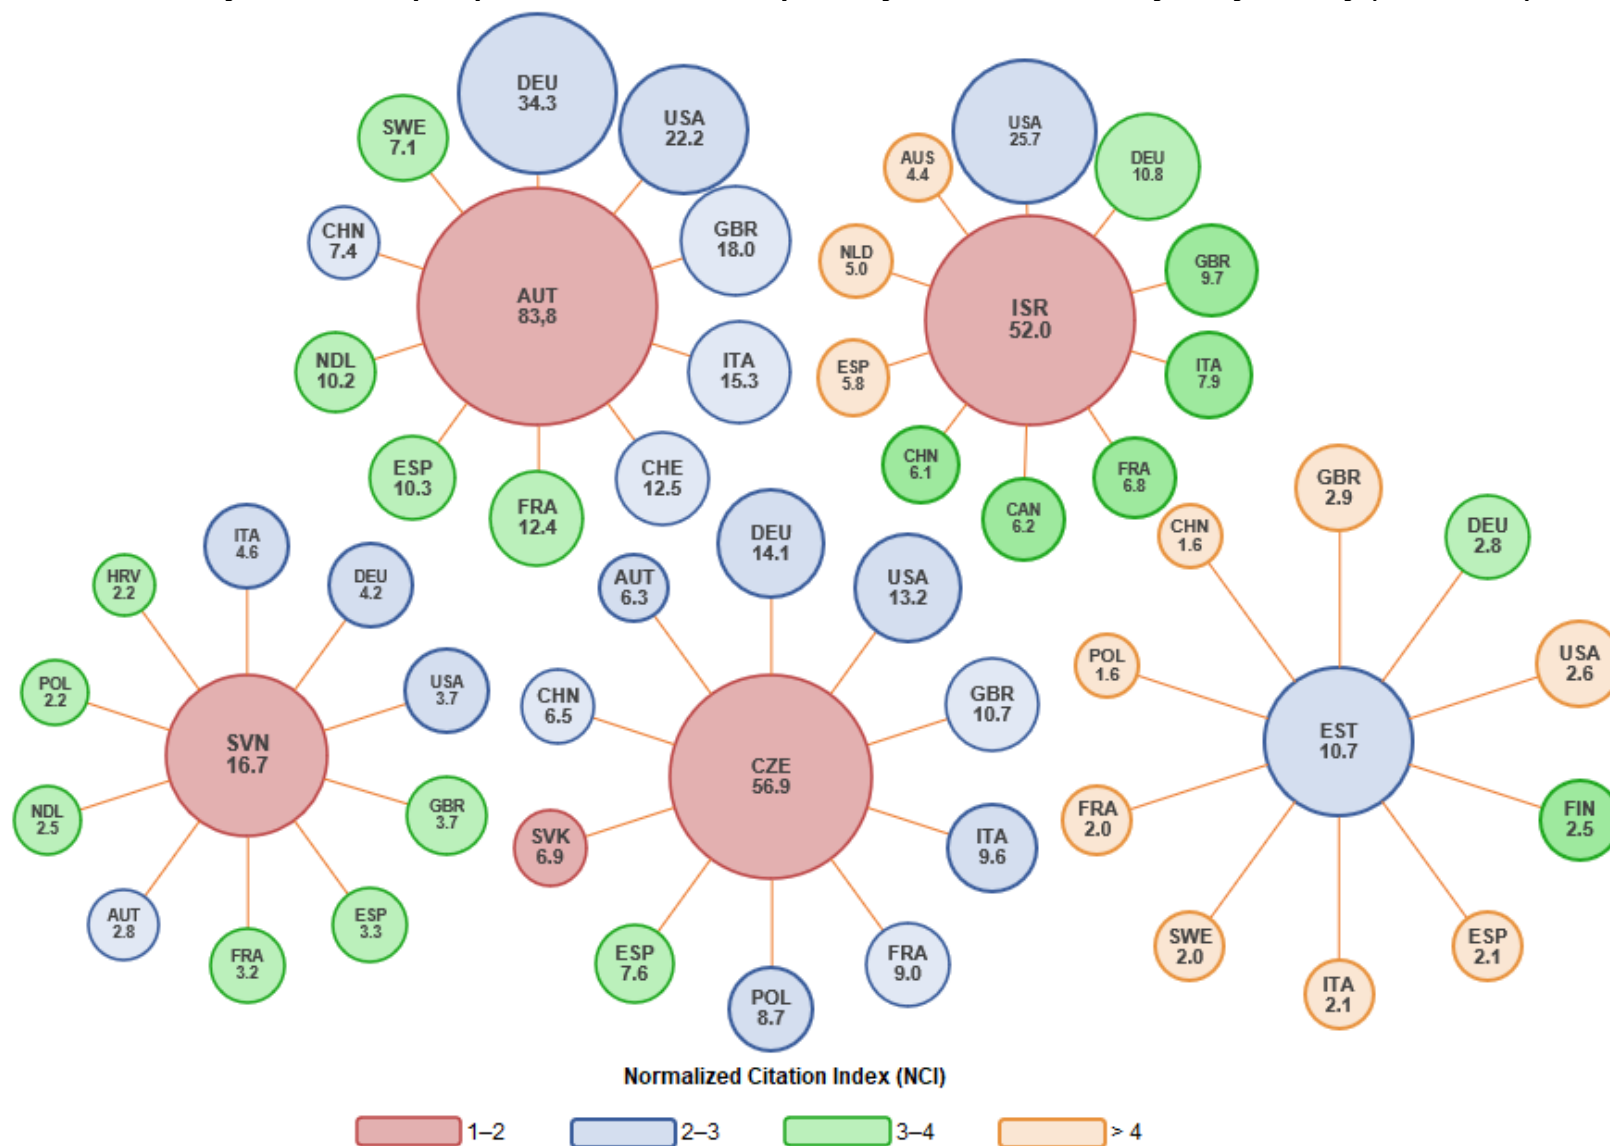 DEU
34.3
USA
22.2
GBR
18.0
ITA
15.3
CHE
12.5
FRA
12.4
ESP
10.3
NDL
10.2
CHN
7.4
SWE
7.1
AUT
83,8
USA
25.7
DEU
10.8
GBR
9.7
ITA
7.9
FRA
6.8
CAN
6.2
CHN
6.1
ESP
5.8
NLD
5.0
AUS
4.4
ISR
52.0
ITA
4.6
DEU
4.2
USA
3.7
GBR
3.7
ESP
3.3
FRA
3.2
AUT
2.8
NDL
2.5
POL
2.2
HRV
2.2
SVN
16.7
DEU
14.1
USA
13.2
GBR
10.7
ITA
9.6
FRA
9.0
POL
8.7
ESP
7.6
SVK
6.9
CHN
6.5
AUT
6.3
CZE
56.9
GBR
2.9
DEU
2.8
USA
2.6
FIN
2.5
ESP
2.1
ITA
2.1
SWE
2.0
FRA
2.0
POL
1.6
CHN
1.6
EST
10.7
Normalized Citation Index (NCI)
1–2
2–3
3–4
> 4